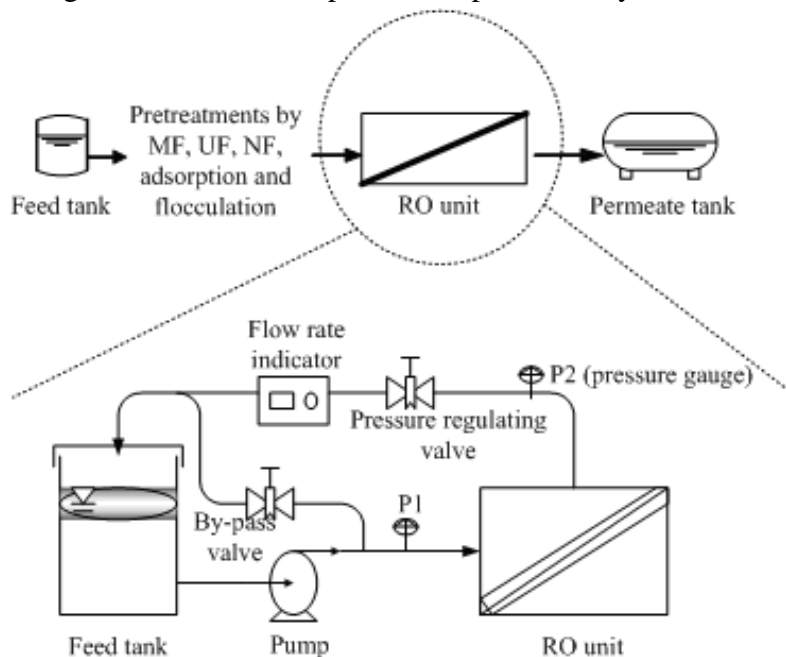 Pretreatments by
MF, UF, NF,
adsorption and
flocculation
Feed tank
RO unit
Permeate tank
Flow rate
indicator
P2 (pressure gauge)
Pressure regulating
valve
P1
By-pass
valve
Feed tank
Pump
RO unit